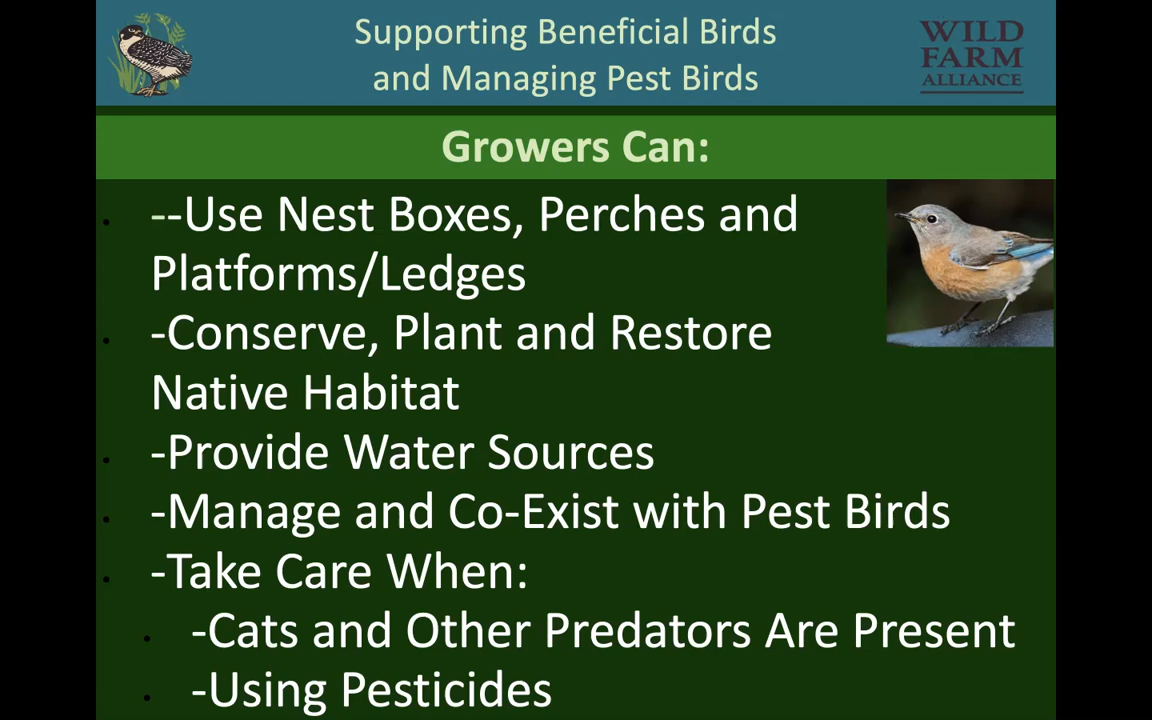 Supporting Beneficial Birds
and Managing Pest Birds
WILD
FARM
ALLIANCE
Growers Can:
--Use Nest Boxes, Perches and
Platforms/Ledges
-Conserve, Plant and Restore
Native Habitat
-Provide Water Sources
-Manage and Co-Exist with Pest Birds
-Take Care When:
-Cats and Other Predators Are Present
-Using Pesticides